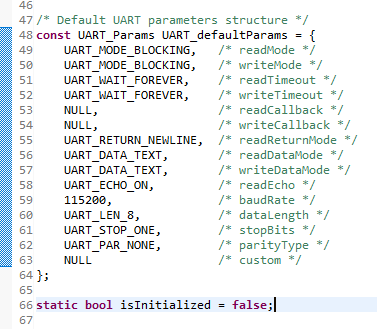 46
47 /* Default UART parameters structure */
48 const UART_Params UART_defaultParams = {
49     UART_MODE_BLOCKING,   /* readMode */
50     UART_MODE_BLOCKING,   /* writeMode */
51     UART_WAIT_FOREVER,    /* readTimeout */
52     UART_WAIT_FOREVER,    /* writeTimeout */
53     NULL,                 /* readCallback */
54     NULL,                 /* writeCallback */
55     UART_RETURN_NEWLINE,  /* readReturnMode */
56     UART_DATA_TEXT,       /* readDataMode */
57     UART_DATA_TEXT,       /* writeDataMode */
58     UART_ECHO_ON,         /* readEcho */
59     115200,               /* baudRate */
60     UART_LEN_8,           /* dataLength */
61     UART_STOP_ONE,        /* stopBits */
62     UART_PAR_NONE,        /* parityType */
63     NULL                  /* custom */
64 };
65
66 static bool isInitialized = false;
67